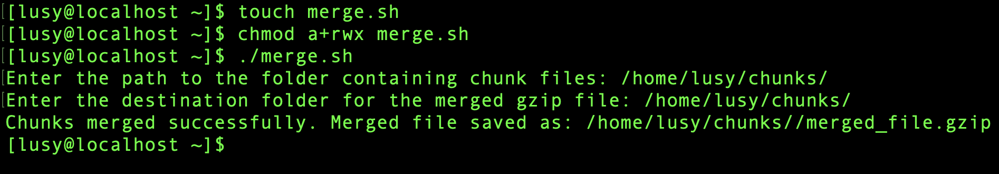 [lusy@localhost ~]$ touch merge.sh
[lusy@localhost ~]$ chmod a+rwx merge.sh
[lusy@localhost ~]$ ./merge.sh
Enter the path to the folder containing chunk files: /home/lusy/chunks/
Enter the destination folder for the merged gzip file: /home/lusy/chunks/
Chunks merged successfully. Merged file saved as: /home/lusy/chunks//merged_file.gzip
[lusy@localhost ~]$